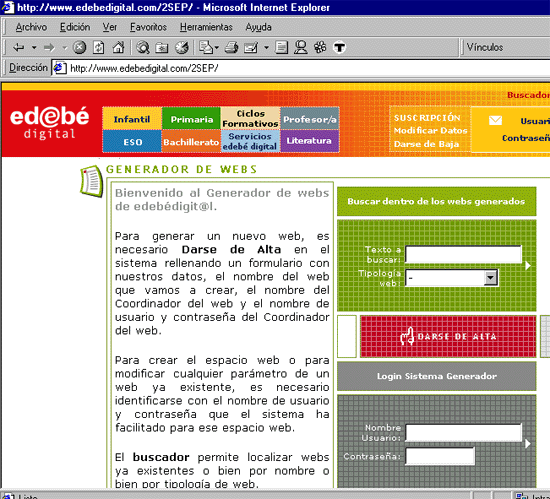 http://www.edebedigital.com/2SEP/ - Microsoft Internet Explorer
Archivo Edición Ver Favoritos Herramientas Ayuda
Vínculos
Dirección http://www.edebedigital.com/2SEP/
Buscador
edebé
digital
Infantil Primaria Ciclos Formativos Profesor/a
ESO Bachillerato Servicios edebé digital Literatura
SUSCRIPCIÓN
Modificar Datos
Darse de Baja
Usuari
Contraseñ
GENERADOR DE WEBS
Bienvenido al Generador de webs
de edebédigit@l.
Para generar un nuevo web, es
necesario Darse de Alta en el
sistema rellenando un formulario con
nuestros datos, el nombre del web
que vamos a crear, el nombre del
Coordinador del web y el nombre de
usuario y contraseña del Coordinador
del web.
Para crear el espacio web o para
modificar cualquier parámetro de un
web ya existente, es necesario
identificarse con el nombre de usuario
y contraseña que el sistema ha
facilitado para ese espacio web.
El buscador permite localizar webs
ya existentes o bien por nombre o
bien por tipología de web.
Buscar dentro de los webs generados
Texto a
buscar:
Tipología
web: -
DARSE DE ALTA
Login Sistema Generador
Nombre
Usuario:
Contraseña:
Listo
Intra